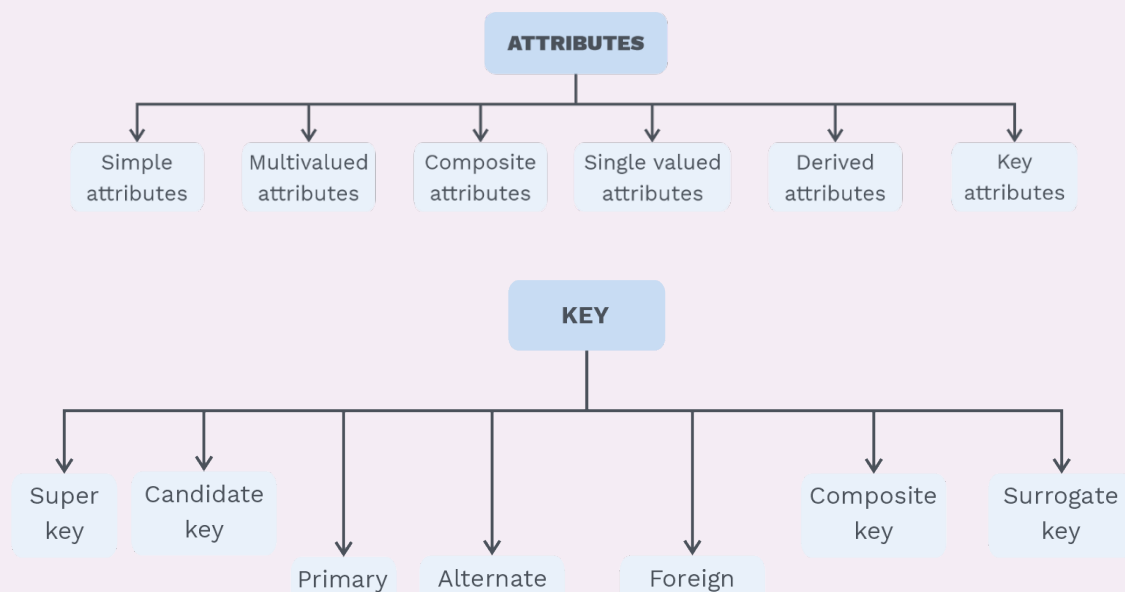 ATTRIBUTES
Simple
attributes
Multivalued
attributes
Composite
attributes
Single valued
attributes
Derived
attributes
Key
attributes
KEY
Super
key
Candidate
key
Primary
Alternate
Foreign
Composite
key
Surrogate
key